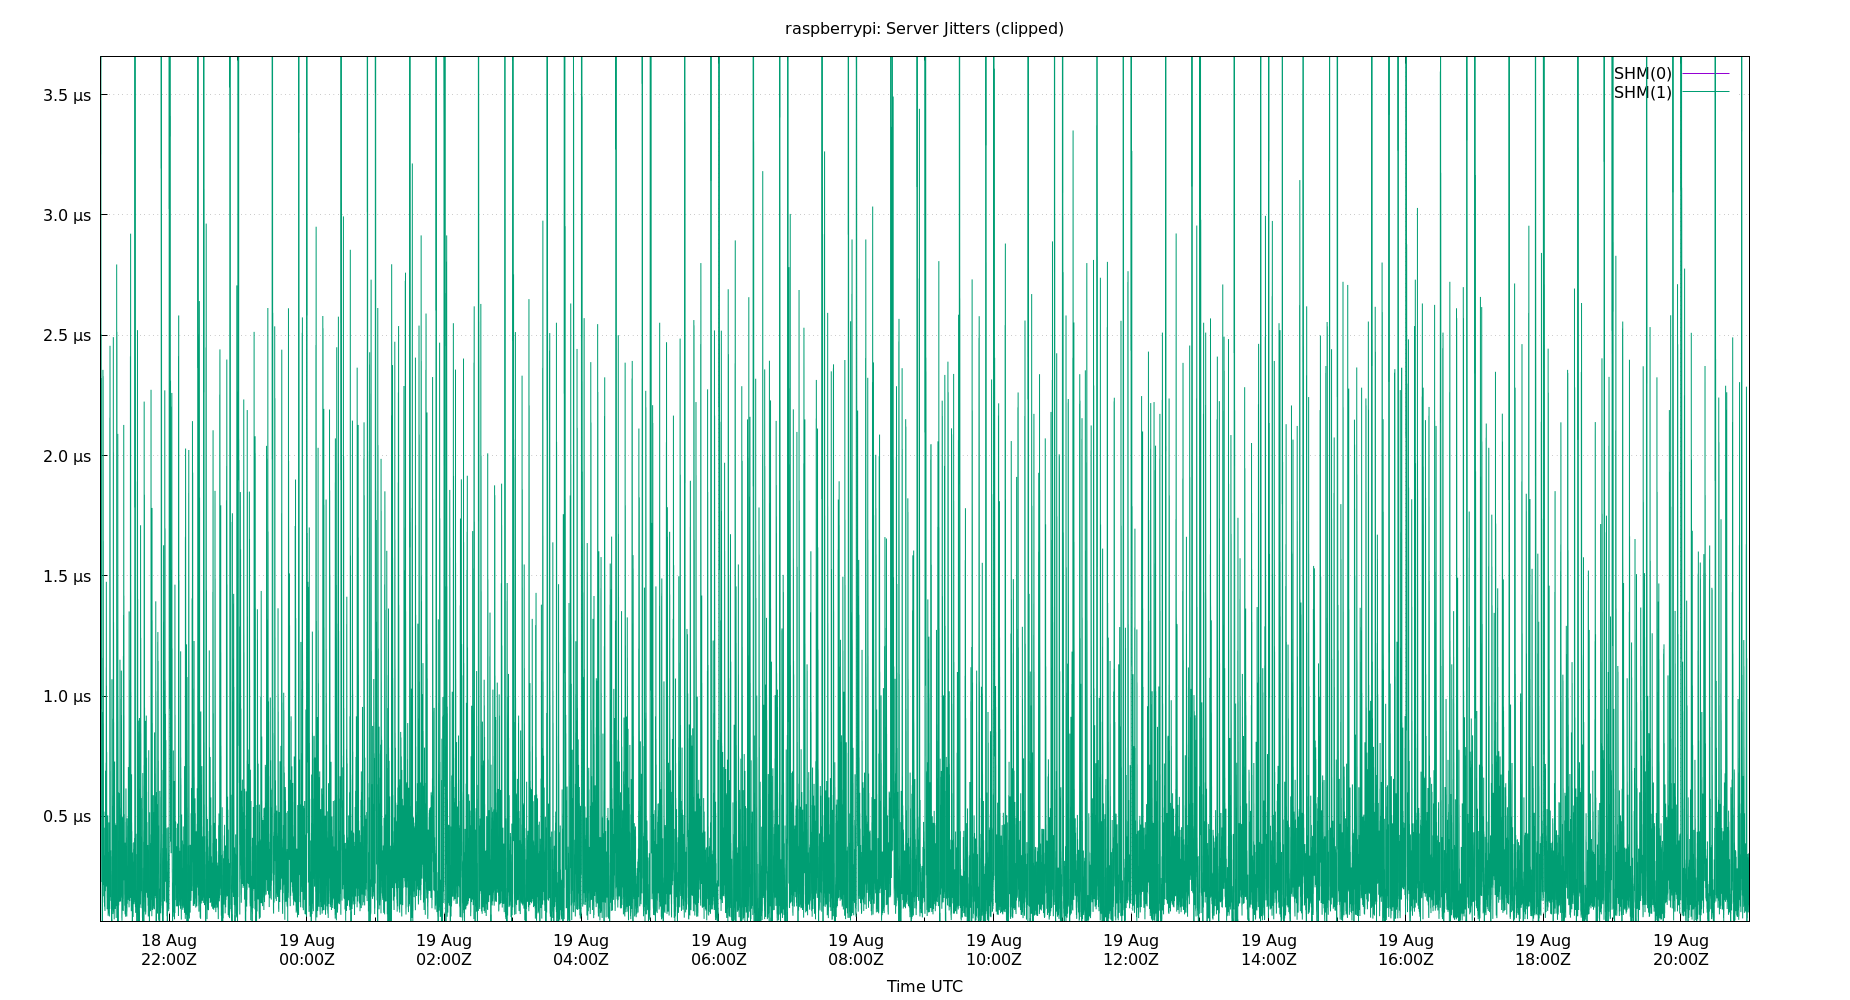 raspberrypi: Server Jitters (clipped)
SHM(0)
SHM(1)
3.5 µs
3.0 µs
2.5 µs
2.0 µs
1.5 µs
1.0 µs
0.5 µs
18 Aug 19 Aug 19 Aug 19 Aug 19 Aug 19 Aug 19 Aug 19 Aug 19 Aug 19 Aug 19 Aug 19 Aug
22:00Z 00:00Z 02:00Z 04:00Z 06:00Z 08:00Z 10:00Z 12:00Z 14:00Z 16:00Z 18:00Z 20:00Z
Time UTC